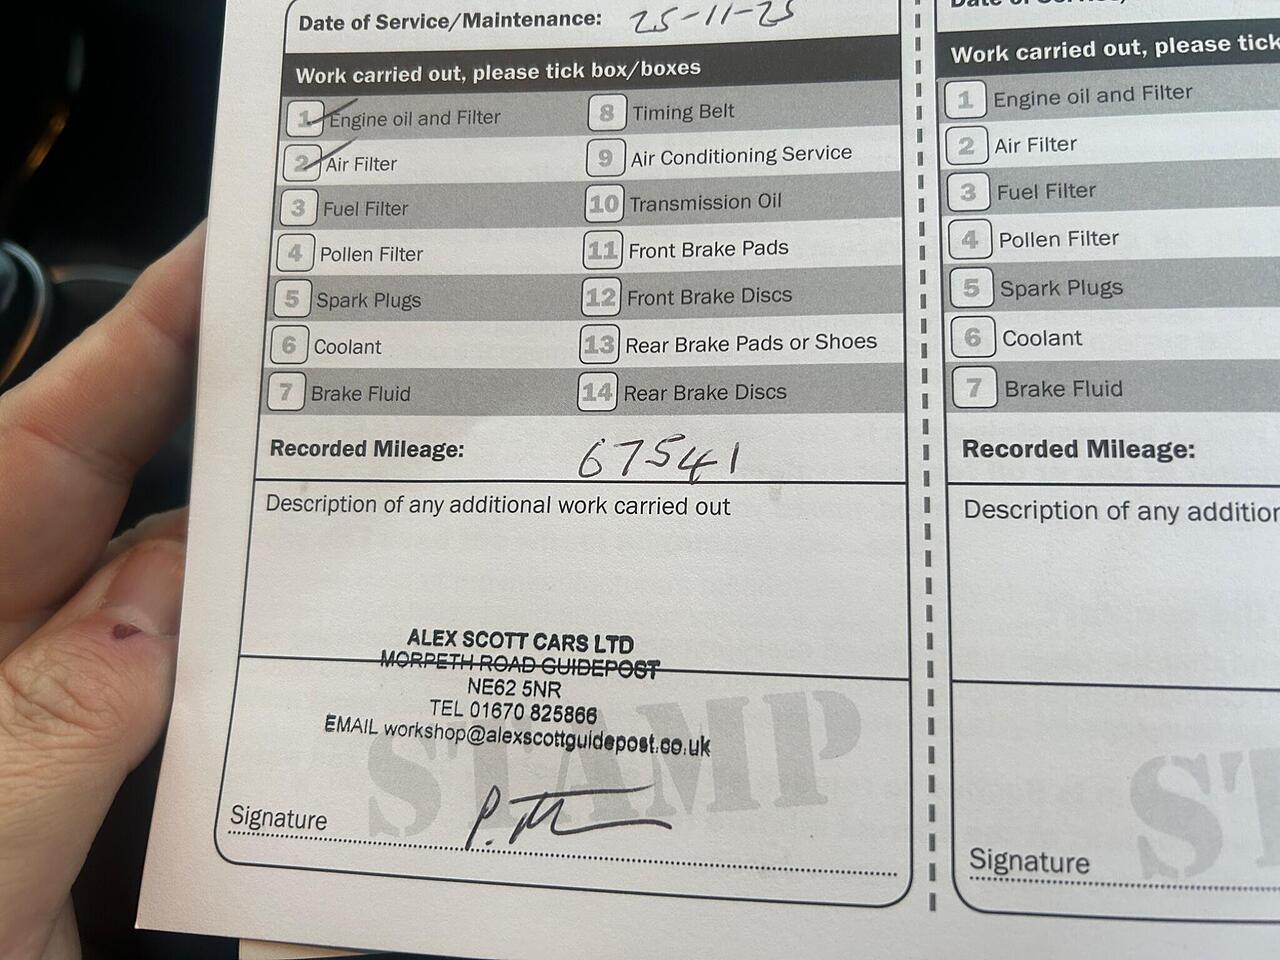 Date of Service/Maintenance: 25-11-25
Work carried out, please tick box/boxes
1 Engine oil and Filter
2 Air Filter
3 Fuel Filter
4 Pollen Filter
5 Spark Plugs
6 Coolant
7 Brake Fluid
8 Timing Belt
9 Air Conditioning Service
10 Transmission Oil
11 Front Brake Pads
12 Front Brake Discs
13 Rear Brake Pads or Shoes
14 Rear Brake Discs
Recorded Mileage: 67541
Description of any additional work carried out
ALEX SCOTT CARS LTD
MORPETH ROAD GUIDEPOST
NE62 5NR
TEL 01670 825866
EMAIL workshop@alexscottguidepost.co.uk
STAMP
Signature
Work carried out, please tick
1 Engine oil and Filter
2 Air Filter
3 Fuel Filter
4 Pollen Filter
5 Spark Plugs
6 Coolant
7 Brake Fluid
Recorded Mileage:
Description of any
ST
Signature